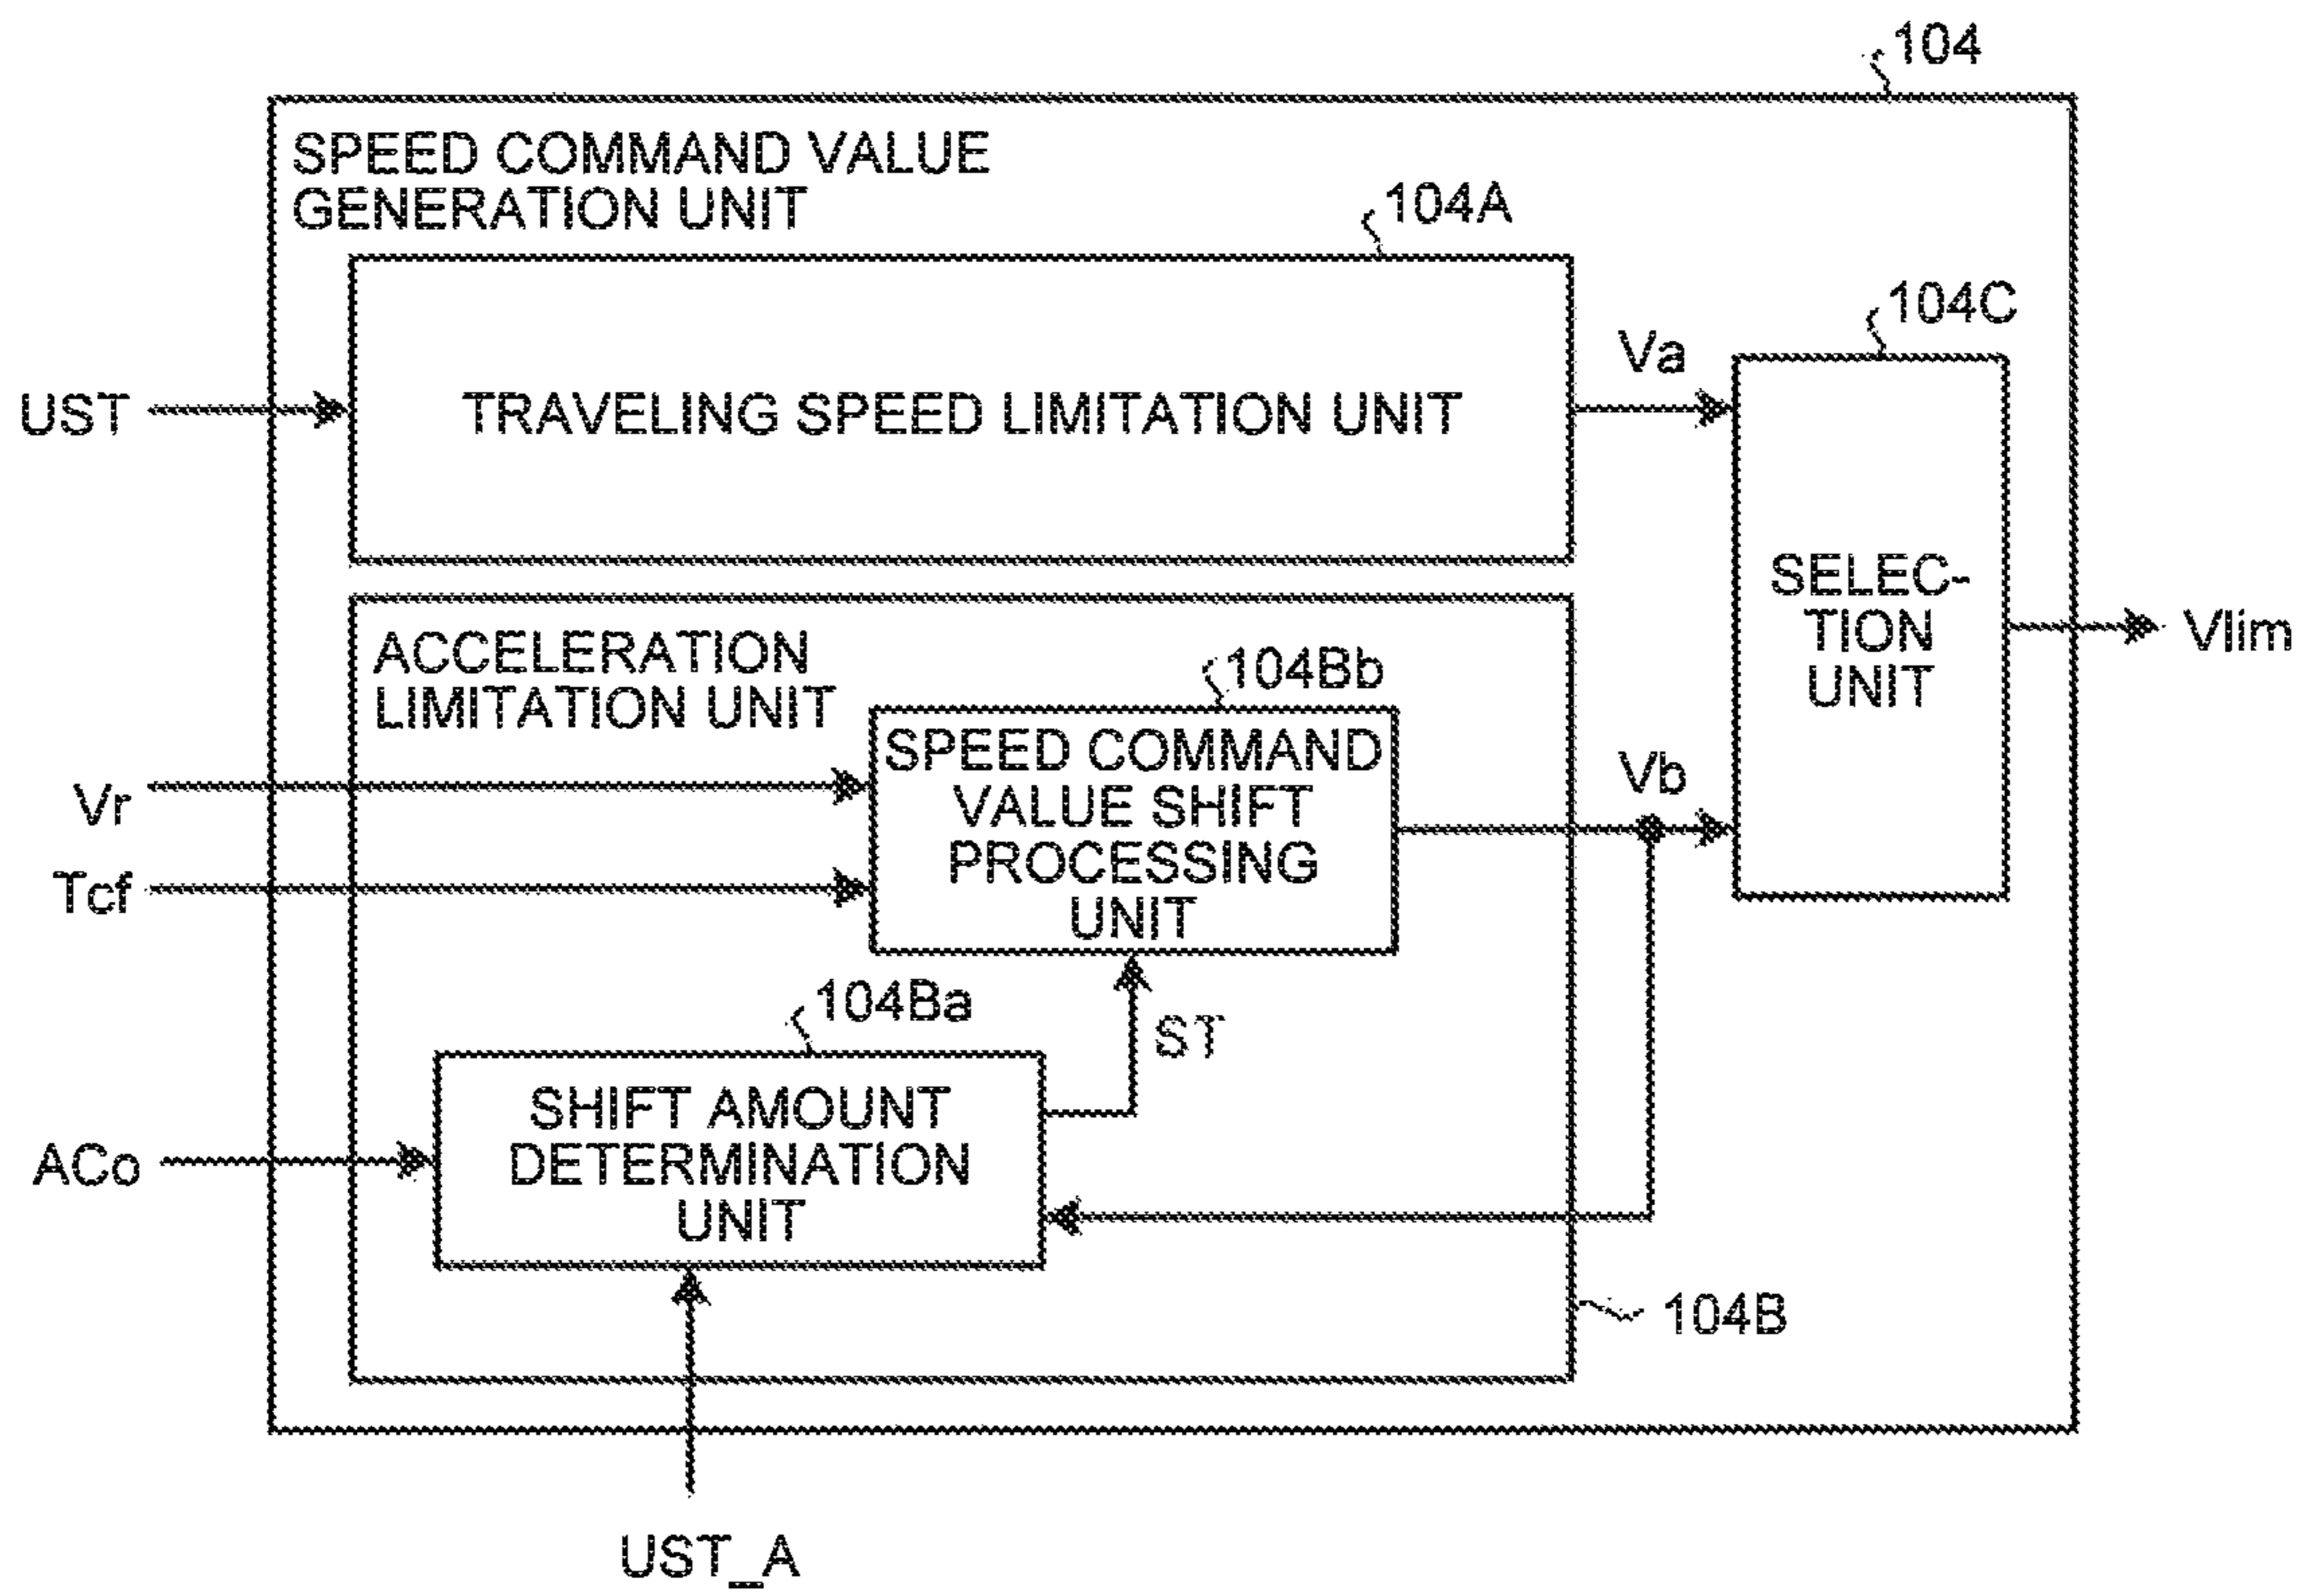 104
SPEED COMMAND VALUE
GENERATION UNIT
104A
104C
Va
UST
TRAVELING SPEED LIMITATION UNIT
SELEC-
TION
UNIT
Vlim
ACCELERATION
LIMITATION UNIT
104Bb
SPEED COMMAND
VALUE SHIFT
PROCESSING
UNIT
Vb
Vr
Tcf
104Ba
ST
SHIFT AMOUNT
DETERMINATION
UNIT
ACo
104B
UST_A